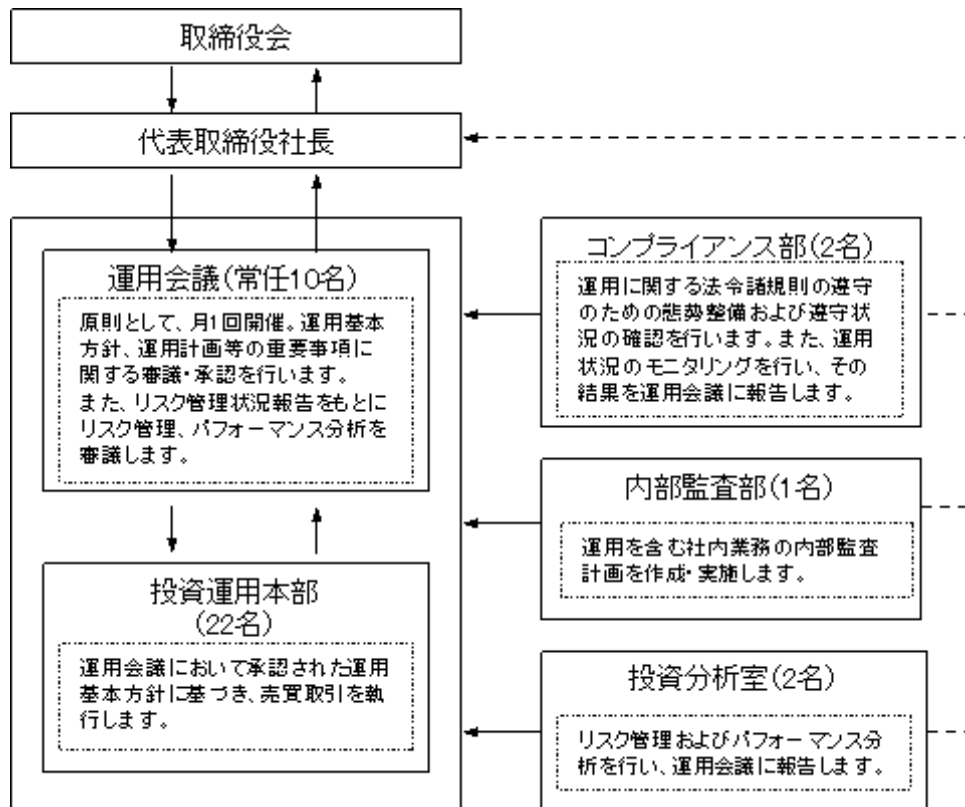 取締役会
代表取締役社長
運用会議(常任10名)
原則として、月1回開催。運用基本
方針、運用計画等の重要事項に
関する審議・承認を行います。
また、リスク管理状況報告をもとに
リスク管理、パフォーマンス分析を
審議します。
投資運用本部
(22名)
運用会議において承認された運用
基本方針に基づき、売買取引を執
行します。
コンプライアンス部(2名)
運用に関する法令諸規則の遵守
のための態勢整備および遵守状
況の確認を行います。また、運用
状況のモニタリングを行い、その
結果を運用会議に報告します。
内部監査部(1名)
運用を含む社内業務の内部監査
計画を作成・実施します。
投資分析室(2名)
リスク管理およびパフォーマンス分
析を行い、運用会議に報告します。